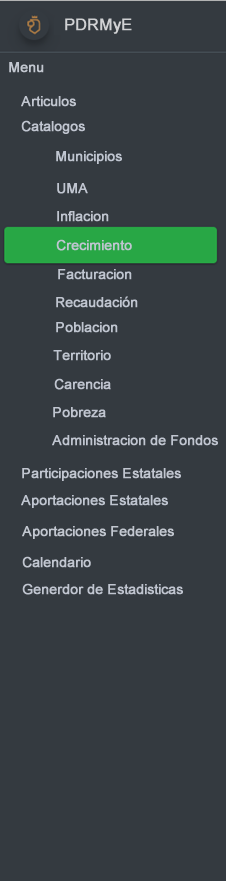 PDRMyE
Menu
Articulos
Catalogos
Municipios
UMA
Inflacion
Crecimiento
Facturacion
Recaudación
Poblacion
Territorio
Carencia
Pobreza
Administracion de Fondos
Participaciones Estatales
Aportaciones Estatales
Aportaciones Federales
Calendario
Generdor de Estadisticas